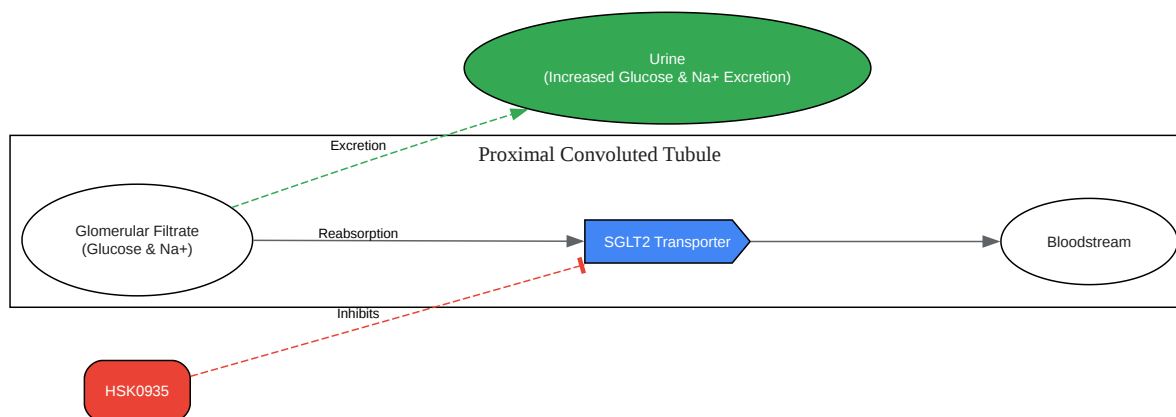 Urine
(Increased Glucose & Na+ Excretion)
Excretion
Proximal Convoluted Tubule
Glomerular Filtrate
(Glucose & Na+)
Reabsorption
SGLT2 Transporter
Bloodstream
Inhibits
HSK0935